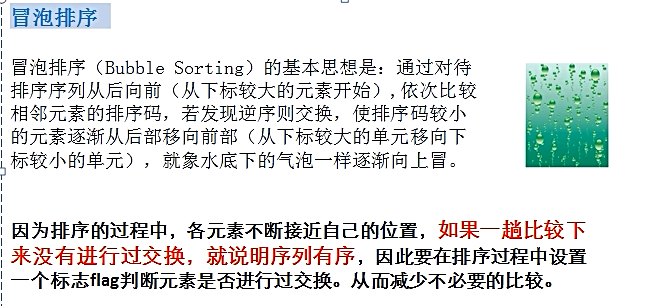 冒泡排序
冒泡排序（Bubble Sorting）的基本思想是：通过对待
排序序列从后向前（从下标较大的元素开始）,依次比较
相邻元素的排序码，若发现逆序则交换，使排序码较小
的元素逐渐从后部移向前部（从下标较大的单元移向下
标较小的单元），就象水底下的气泡一样逐渐向上冒。
因为排序的过程中，各元素不断接近自己的位置，如果一趟比较下
来没有进行过交换，就说明序列有序，因此要在排序过程中设置
一个标志flag判断元素是否进行过交换。从而减少不必要的比较。